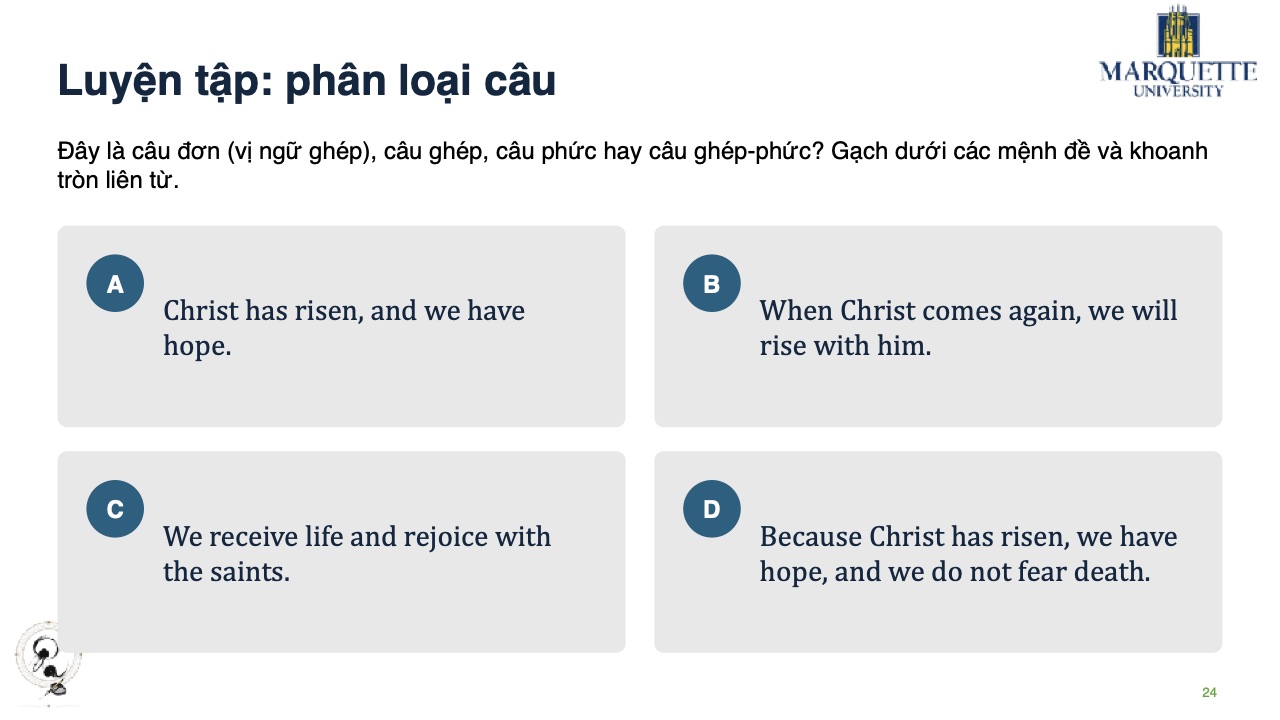 MARQUETTE
UNIVERSITY
Luyện tập: phân loại câu
Đây là câu đơn (vị ngữ ghép), câu ghép, câu phức hay câu ghép-phức? Gạch dưới các mệnh đề và khoanh
tròn liên từ.
A
Christ has risen, and we have
hope.
B
When Christ comes again, we will
rise with him.
C
We receive life and rejoice with
the saints.
D
Because Christ has risen, we have
hope, and we do not fear death.
24